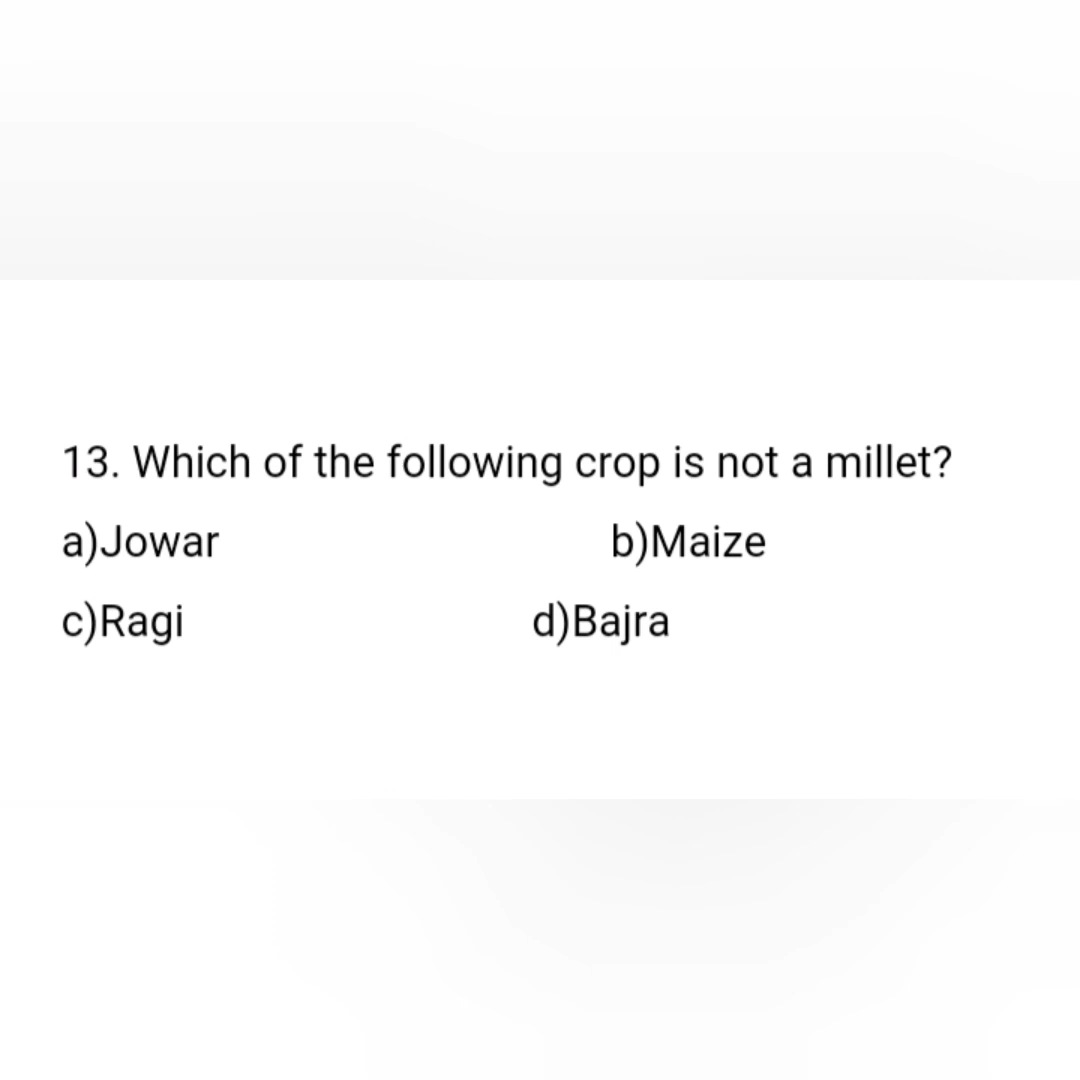 13. Which of the following crop is not a millet?
a)Jowar b)Maize
c)Ragi d)Bajra